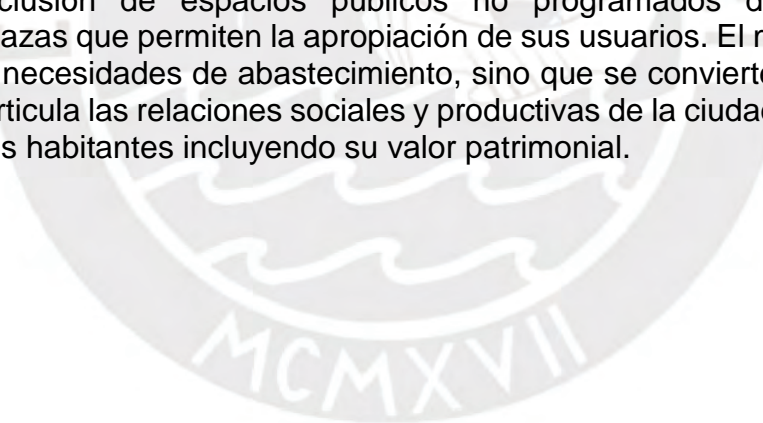 clusión de espacios públicos no programados d
azas que permiten la apropiación de sus usuarios. El
necesidades de abastecimiento, sino que se convierte
rticula las relaciones sociales y productivas de la ciuda
s habitantes incluyendo su valor patrimonial.
MCMXVII